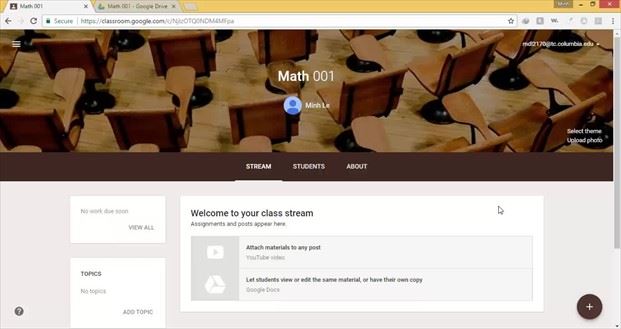 Math 001
Math 001 - Google Drive
Minh
Secure
https://classroom.google.com/c/NjIzOTQ0NDM4MFpa
mdl2170@tc.columbia.edu
Math 001
Minh Le
Select theme
Upload photo
STREAM STUDENTS ABOUT
No work due soon
VIEW ALL
TOPICS
No topics
ADD TOPIC
Welcome to your class stream
Assignments and posts appear here.
Attach materials to any post
YouTube video
Let students view or edit the same material, or have their own copy
Google Docs